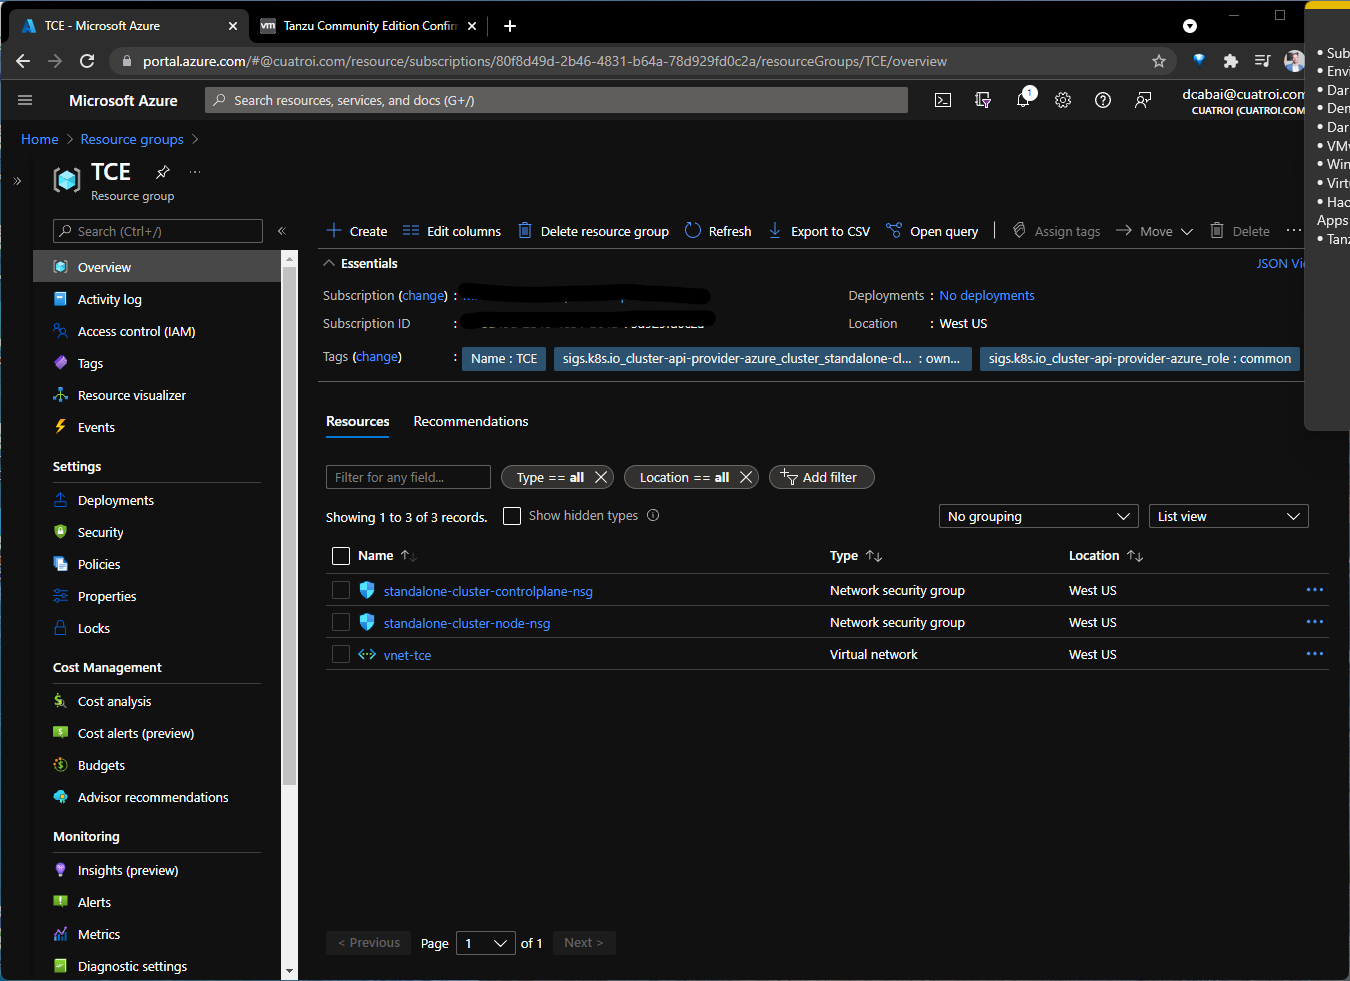 TCE - Microsoft Azure
vm Tanzu Community Edition Confir
portal.azure.com/#@cuatroi.com/resource/subscriptions/80f8d49d-2b46-4831-b64a-78d929fd0c2a/resourceGroups/TCE/overview
Microsoft Azure
Search resources, services, and docs (G+/)
1
dcabai@cuatroi.com
CUATROI (CUATROI.COM
Home > Resource groups >
TCE
Resource group
Search (Ctrl+/)
Overview
Activity log
Access control (IAM)
Tags
Resource visualizer
Events
Settings
Deployments
Security
Policies
Properties
Locks
Cost Management
Cost analysis
Cost alerts (preview)
Budgets
Advisor recommendations
Monitoring
Insights (preview)
Alerts
Metrics
Diagnostic settings
Create Edit columns Delete resource group Refresh Export to CSV Open query Assign tags Move Delete
Essentials
JSON Vi
Subscription (change) :
Deployments : No deployments
Subscription ID :
Location : West US
Tags (change) : Name : TCE sigs.k8s.io_cluster-api-provider-azure_cluster_standalone-cl... : own... sigs.k8s.io_cluster-api-provider-azure_role : common
Resources Recommendations
Filter for any field... Type == all Location == all Add filter
Showing 1 to 3 of 3 records. Show hidden types
No grouping List view
Name Type Location
standalone-cluster-controlplane-nsg Network security group West US
standalone-cluster-node-nsg Network security group West US
vnet-tce Virtual network West US
< Previous Page 1 of 1 Next >
• Sub
• Envi
• Dar
• Den
• Dar
• VMv
• Win
• Virtu
• Hac
Apps
• Tanz